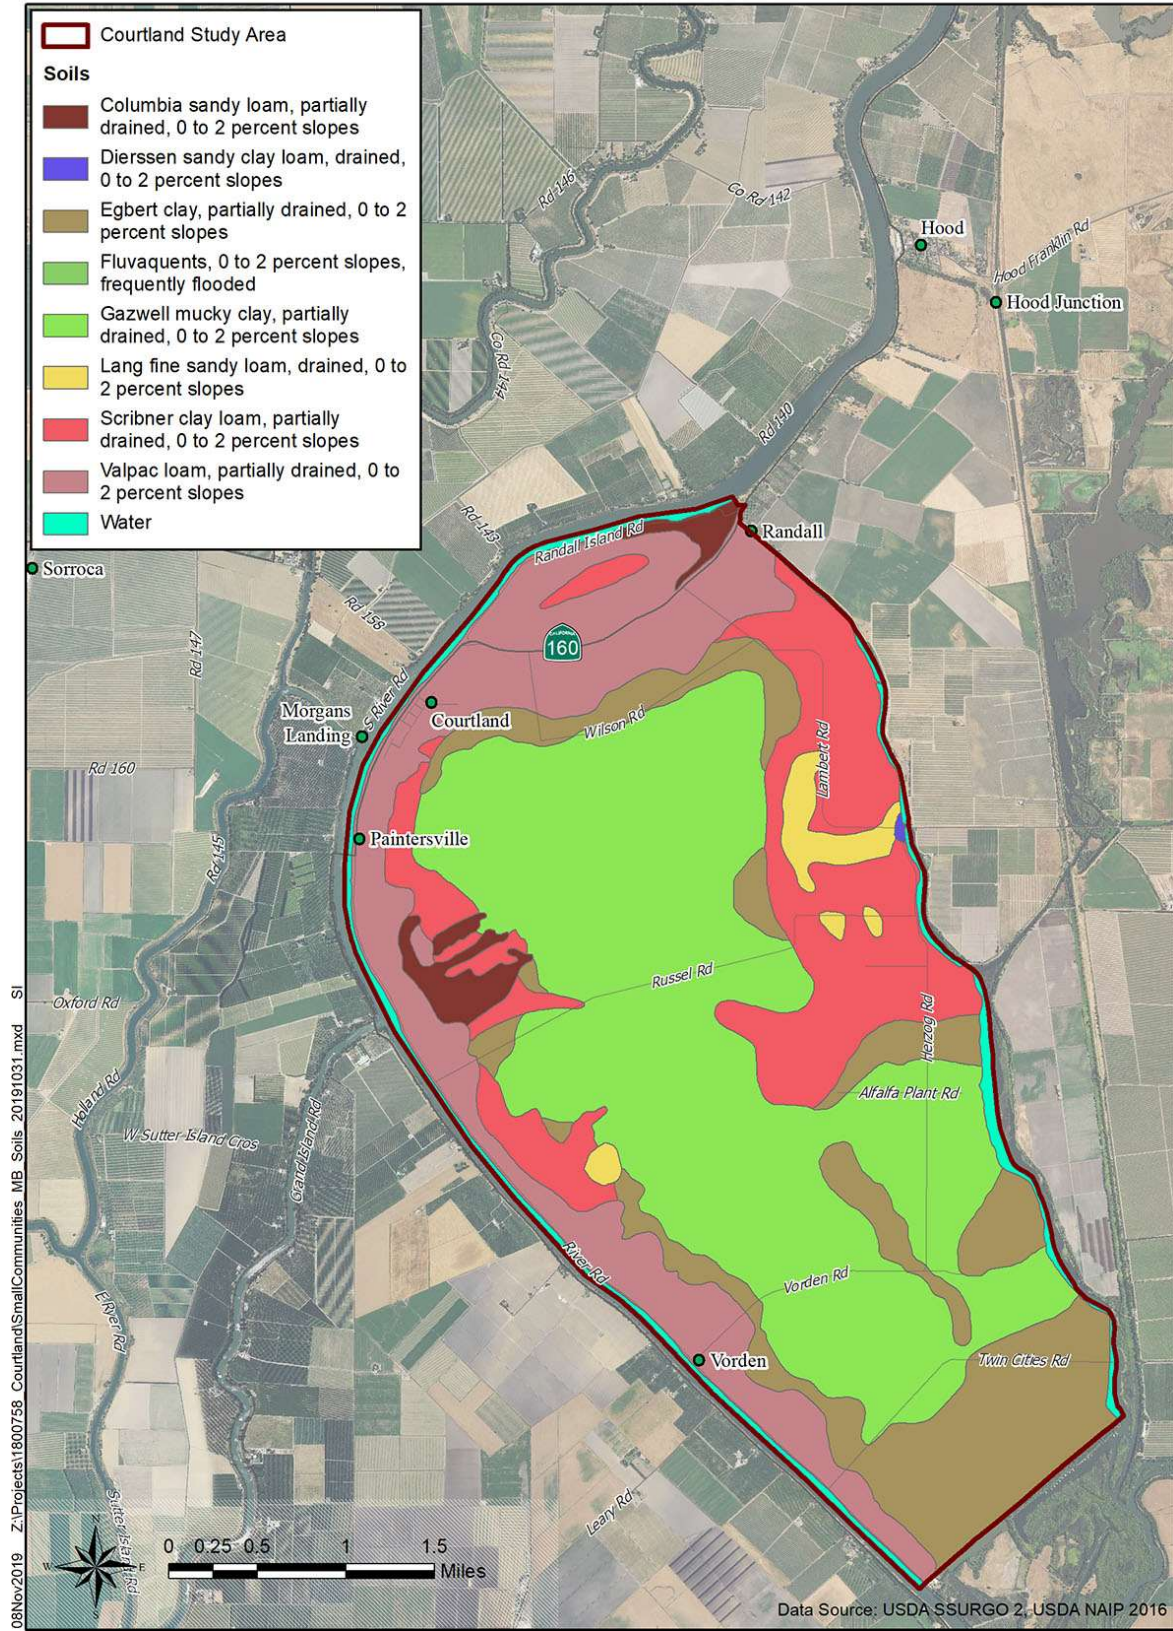 Courtland Study Area
Soils
Columbia sandy loam, partially
drained, 0 to 2 percent slopes
Dierssen sandy clay loam, drained,
0 to 2 percent slopes
Egbert clay, partially drained, 0 to 2
percent slopes
Fluvaquents, 0 to 2 percent slopes,
frequently flooded
Gazwell mucky clay, partially
drained, 0 to 2 percent slopes
Lang fine sandy loam, drained, 0 to
2 percent slopes
Scribner clay loam, partially
drained, 0 to 2 percent slopes
Valpac loam, partially drained, 0 to
2 percent slopes
Water
Rd 146
Co Rd 142
Hood
Hood Franklin Rd
Hood Junction
Co Rd 144
Rd 140
Rd 143
Randall Island Rd
Randall
Sorroca
Rd 158
CALIFORNIA
160
Rd 147
S River Rd
Morgans
Landing
Courtland
Wilson Rd
Lambert Rd
Rd 160
Paintersville
Rd 145
Russel Rd
Oxford Rd
Herzog Rd
Holland Rd
Alfalfa Plant Rd
W Sutter Island Cros
Grand Island Rd
River Rd
Vorden Rd
E Ryer Rd
Vorden
Twin Cities Rd
Leary Rd
Sutter Island Rd
N
W
E
S
0 0.25 0.5 1 1.5
Miles
Data Source: USDA SSURGO 2, USDA NAIP 2016
08Nov2019 Z:\Projects\1800758_Courtland\SmallCommunities_MB_Soils_20191031.mxd SI